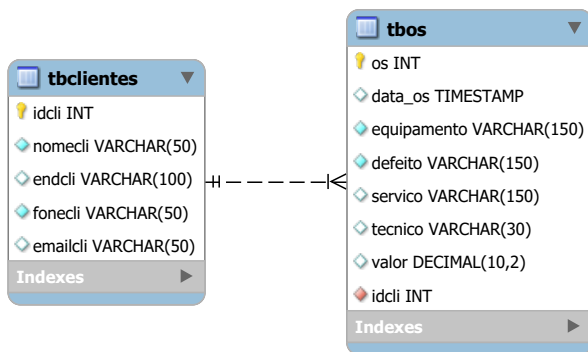 tbclientes
idcli INT
nomecli VARCHAR(50)
endcli VARCHAR(100)
fonecli VARCHAR(50)
emailcli VARCHAR(50)
Indexes
tbos
os INT
data_os TIMESTAMP
equipamento VARCHAR(150)
defeito VARCHAR(150)
servico VARCHAR(150)
tecnico VARCHAR(30)
valor DECIMAL(10,2)
idcli INT
Indexes